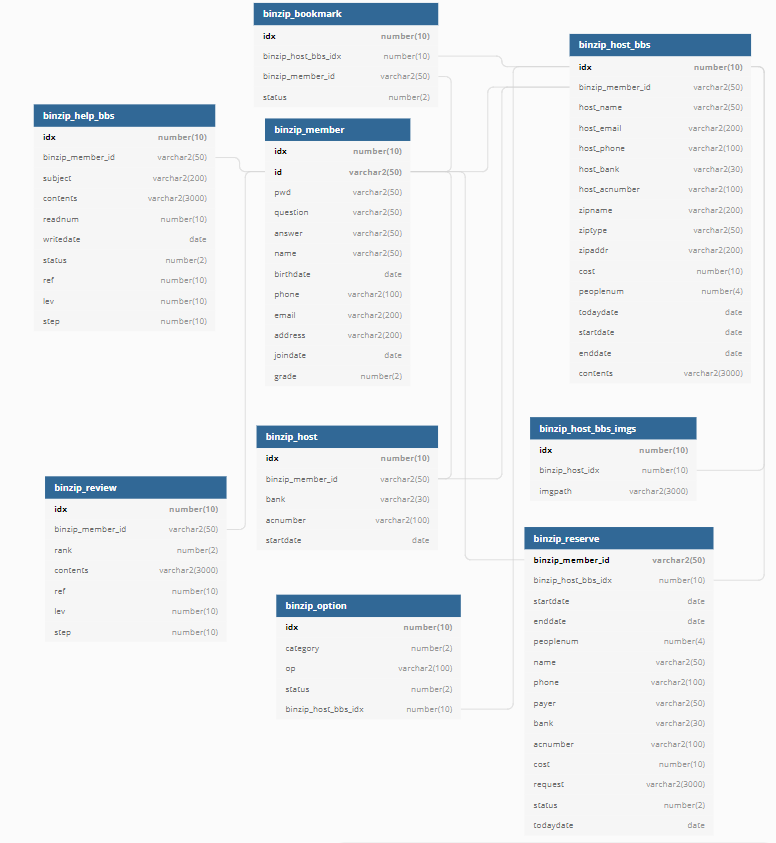 binzip_bookmark
idx number(10)
binzip_host_bbs_idx number(10)
binzip_member_id varchar2(50)
status number(2)
binzip_host_bbs
idx number(10)
binzip_member_id varchar2(50)
host_name varchar2(50)
host_email varchar2(200)
host_phone varchar2(100)
host_bank varchar2(30)
host_acnumber varchar2(100)
zipname varchar2(200)
ziptype varchar2(50)
zipaddr varchar2(200)
cost number(10)
peoplenum number(4)
todaydate date
startdate date
enddate date
contents varchar2(3000)
binzip_help_bbs
idx number(10)
binzip_member_id varchar2(50)
subject varchar2(200)
contents varchar2(3000)
readnum number(10)
writedate date
status number(2)
ref number(10)
lev number(10)
step number(10)
binzip_member
idx number(10)
id varchar2(50)
pwd varchar2(50)
question varchar2(50)
answer varchar2(50)
name varchar2(50)
birthdate date
phone varchar2(100)
email varchar2(200)
address varchar2(200)
joindate date
grade number(2)
binzip_host
idx number(10)
binzip_member_id varchar2(50)
bank varchar2(30)
acnumber varchar2(100)
startdate date
binzip_host_bbs_imgs
idx number(10)
binzip_host_idx number(10)
imgpath varchar2(3000)
binzip_review
idx number(10)
binzip_member_id varchar2(50)
rank number(2)
contents varchar2(3000)
ref number(10)
lev number(10)
step number(10)
binzip_reserve
binzip_member_id varchar2(50)
binzip_host_bbs_idx number(10)
startdate date
enddate date
peoplenum number(4)
name varchar2(50)
phone varchar2(100)
payer varchar2(50)
bank varchar2(30)
acnumber varchar2(100)
cost number(10)
request varchar2(3000)
status number(2)
todaydate date
binzip_option
idx number(10)
category number(2)
op varchar2(100)
status number(2)
binzip_host_bbs_idx number(10)